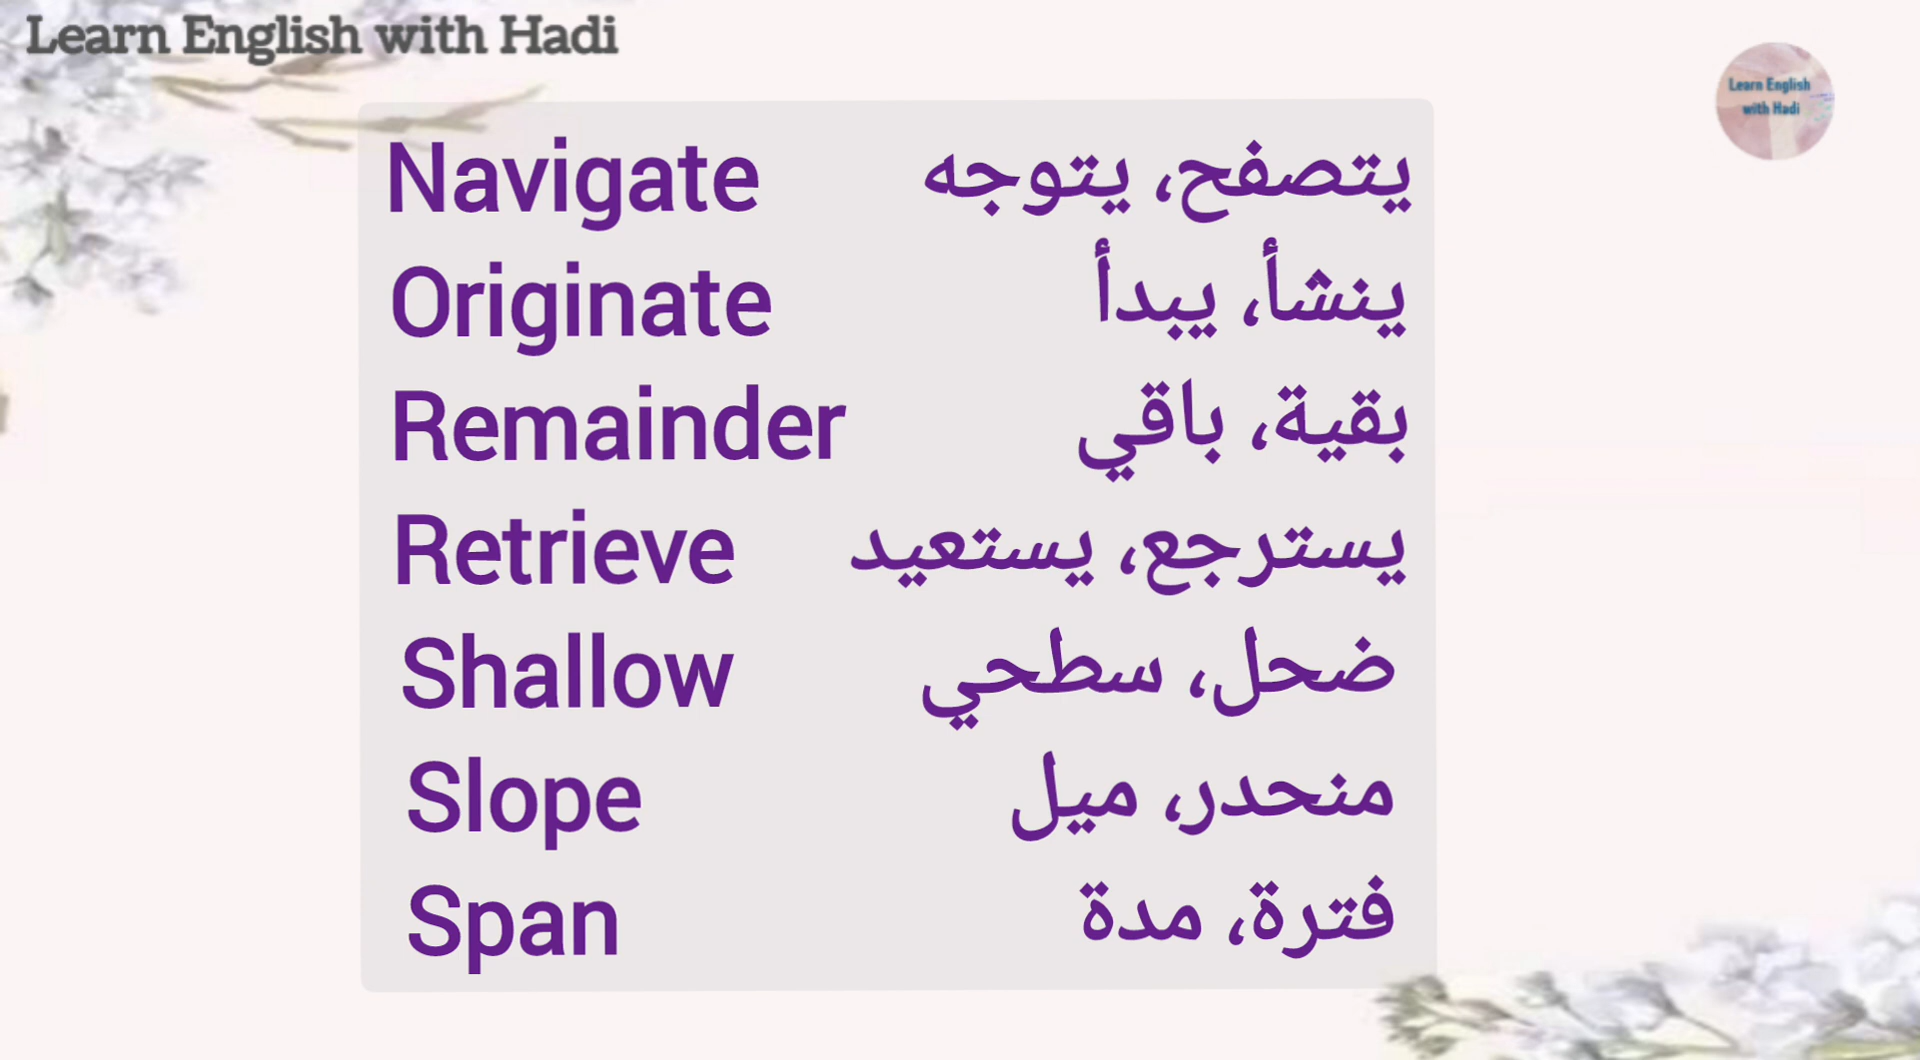 Learn English with Hadi
Learn English
with Hadi
Navigate يتصفح، يتوجه
Originate ينشأ، يبدأ
Remainder بقية، باقي
Retrieve يسترجع، يستعيد
Shallow ضحل، سطحي
Slope منحدر، ميل
Span فترة، مدة